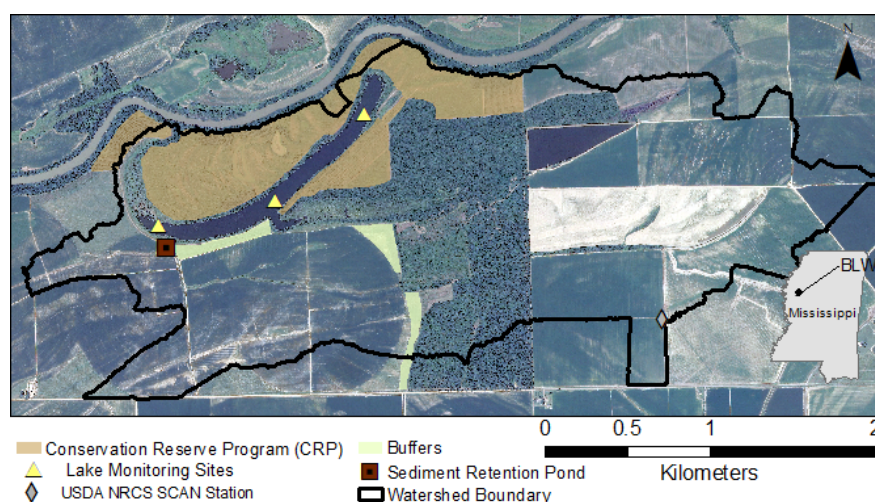 N
BLW
Mississippi
Conservation Reserve Program (CRP)
Lake Monitoring Sites
USDA NRCS SCAN Station
Buffers
Sediment Retention Pond
Watershed Boundary
0 0.5 1 2
Kilometers